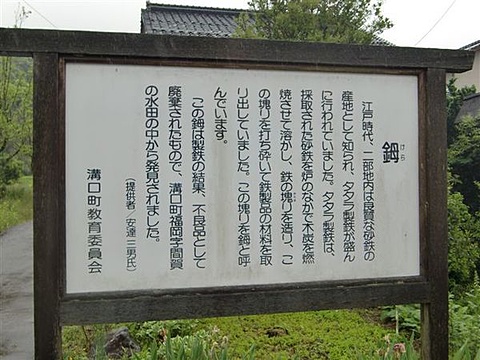 鉧
けら
江戸時代、二部地内は良質な砂鉄の
産地として知られ、タタラ製鉄が盛ん
に行われていました。タタラ製鉄は、
採取された砂鉄を炉のなかで木炭を燃
焼させて溶かし、鉄の塊りを造り、こ
の塊りを打ち砕いて鉄製品の材料を取
り出していました。この塊りを鉧と呼
んでいます。
この鉧は製鉄の結果、不良品として
廃棄されたもので、溝口町福岡字間賀
の水田の中から発見されました。
(提供者/安達三男氏)
溝口町教育委員会